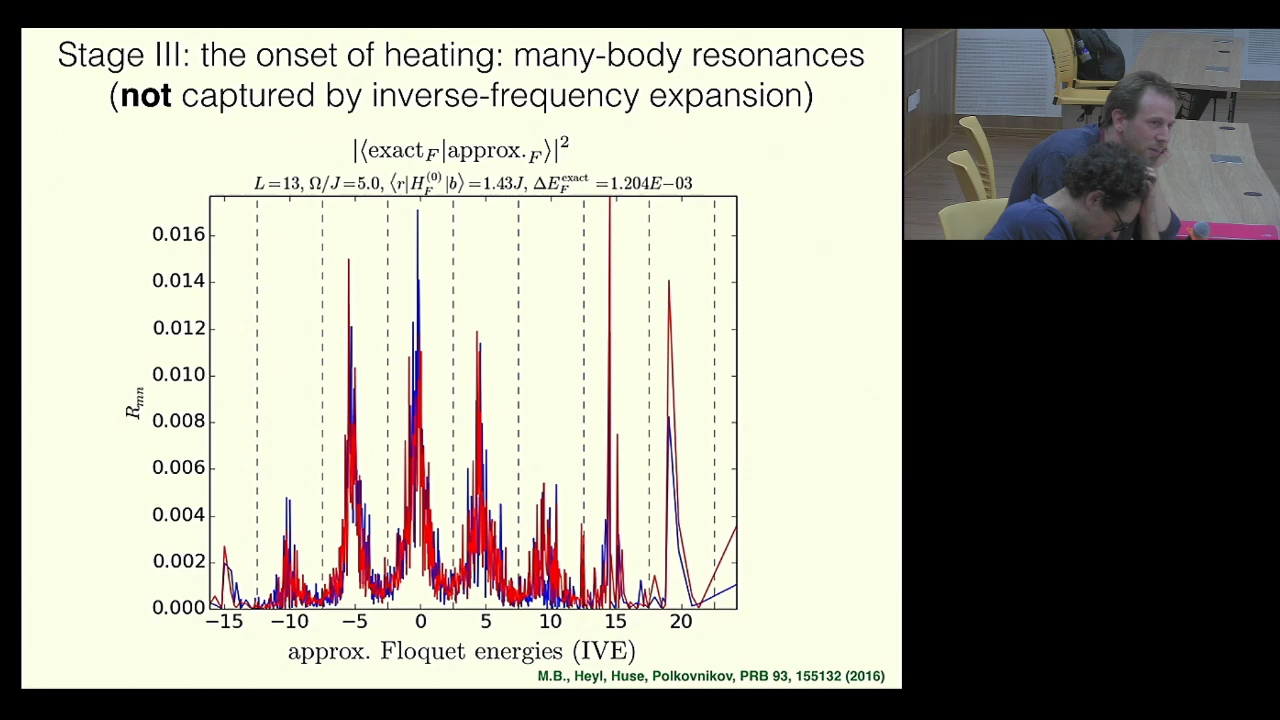 Stage III: the onset of heating: many-body resonances
(not captured by inverse-frequency expansion)
|⟨exact_F|approx._F⟩|²
L=13, Ω/J=5.0, ⟨r|H_F^(0)|b⟩=1.43J, ΔE_F^exact=1.204E−03
0.016
0.014
0.012
0.010
0.008
0.006
0.004
0.002
0.000
R_mn
−15 −10 −5 0 5 10 15 20
approx. Floquet energies (IVE)
M.B., Heyl, Huse, Polkovnikov, PRB 93, 155132 (2016)